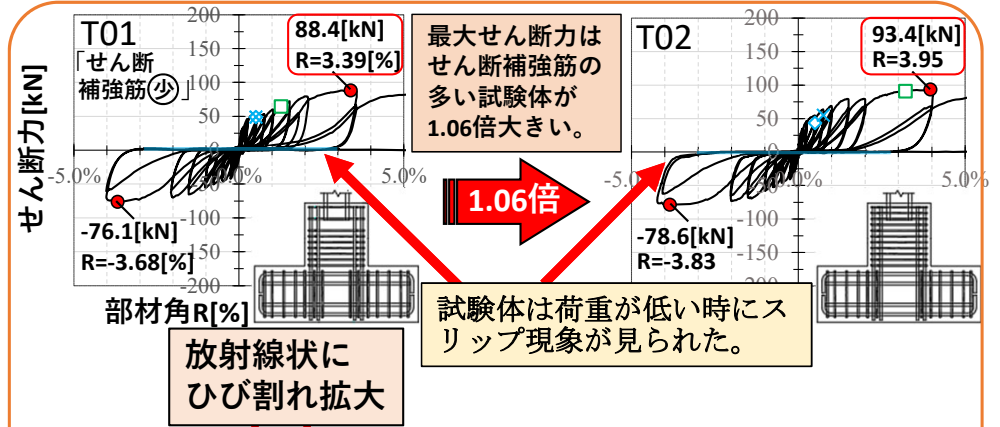 T01
「せん断
補強筋少」
88.4[kN]
R=3.39[%]
-76.1[kN]
R=-3.68[%]
せん断力[kN]
部材角R[%]
200
150
100
50
0
-50
-100
-150
-200
-5.0%
0.0%
5.0%
最大せん断力は
せん断補強筋の
多い試験体が
1.06倍大きい。
1.06倍
T02
93.4[kN]
R=3.95
-78.6[kN]
R=-3.83
200
150
100
50
0
-50
-100
-150
-200
-5.0%
0.0%
5.0%
試験体は荷重が低い時にス
リップ現象が見られた。
放射線状に
ひび割れ拡大